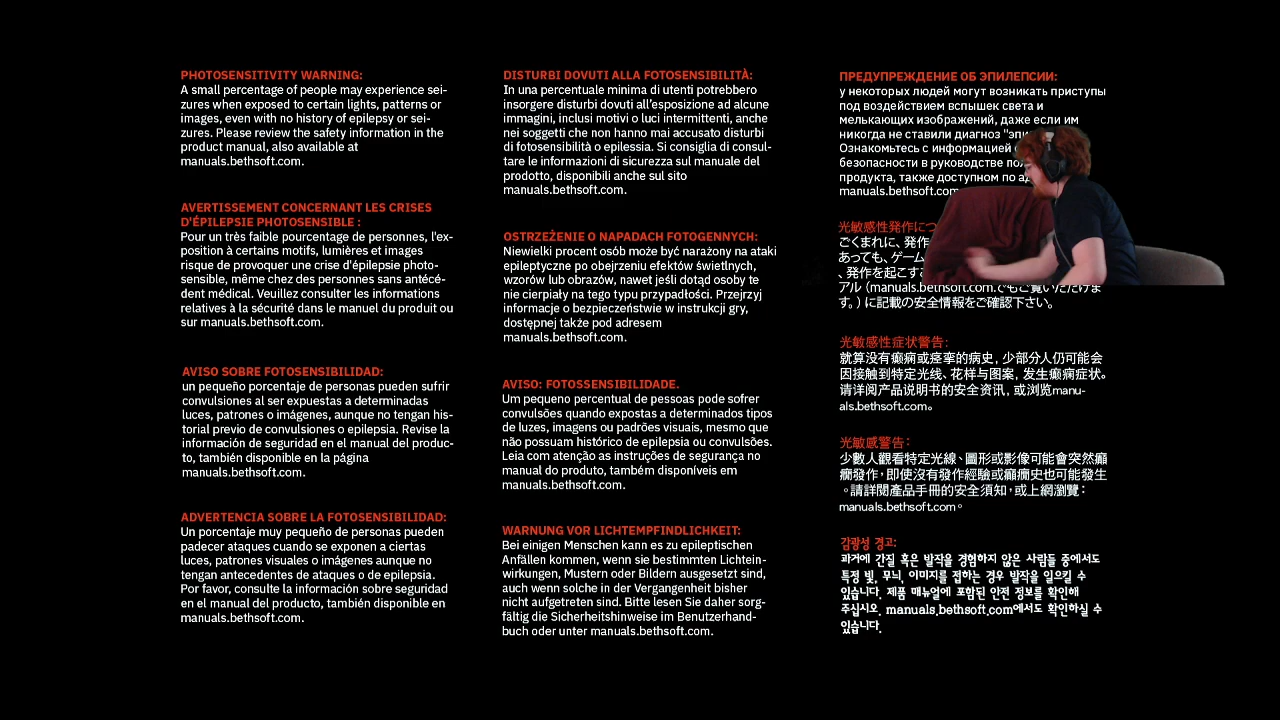 PHOTOSENSITIVITY WARNING:
A small percentage of people may experience sei-
zures when exposed to certain lights, patterns or
images, even with no history of epilepsy or sei-
zures. Please review the safety information in the
product manual, also available at
manuals.bethsoft.com.
AVERTISSEMENT CONCERNANT LES CRISES
D'ÉPILEPSIE PHOTOSENSIBLE :
Pour un très faible pourcentage de personnes, l'ex-
position à certains motifs, lumières et images
risque de provoquer une crise d'épilepsie photo-
sensible, même chez des personnes sans antécé-
dent médical. Veuillez consulter les informations
relatives à la sécurité dans le manuel du produit ou
sur manuals.bethsoft.com.
AVISO SOBRE FOTOSENSIBILIDAD:
un pequeño porcentaje de personas pueden sufrir
convulsiones al ser expuestas a determinadas
luces, patrones o imágenes, aunque no tengan his-
torial previo de convulsiones o epilepsia. Revise la
información de seguridad en el manual del produc-
to, también disponible en la página
manuals.bethsoft.com.
ADVERTENCIA SOBRE LA FOTOSENSIBILIDAD:
Un porcentaje muy pequeño de personas pueden
padecer ataques cuando se exponen a ciertas
luces, patrones visuales o imágenes aunque no
tengan antecedentes de ataques o de epilepsia.
Por favor, consulte la información sobre seguridad
en el manual del producto, también disponible en
manuals.bethsoft.com.
DISTURBI DOVUTI ALLA FOTOSENSIBILITÀ:
In una percentuale minima di utenti potrebbero
insorgere disturbi dovuti all'esposizione ad alcune
immagini, inclusi motivi o luci intermittenti, anche
nei soggetti che non hanno mai accusato disturbi
di fotosensibilità o epilessia. Si consiglia di consul-
tare le informazioni di sicurezza sul manuale del
prodotto, disponibili anche sul sito
manuals.bethsoft.com.
OSTRZEŻENIE O NAPADACH FOTOGENNYCH:
Niewielki procent osób może być narażony na ataki
epileptyczne po obejrzeniu efektów świetlnych,
wzorów lub obrazów, nawet jeśli dotąd osoby te
nie cierpiały na tego typu przypadłości. Przejrzyj
informacje o bezpieczeństwie w instrukcji gry,
dostępnej także pod adresem
manuals.bethsoft.com.
AVISO: FOTOSSENSIBILIDADE.
Um pequeno percentual de pessoas pode sofrer
convulsões quando expostas a determinados tipos
de luzes, imagens ou padrões visuais, mesmo que
não possuam histórico de epilepsia ou convulsões.
Leia com atenção as instruções de segurança no
manual do produto, também disponíveis em
manuals.bethsoft.com.
WARNUNG VOR LICHTEMPFINDLICHKEIT:
Bei einigen Menschen kann es zu epileptischen
Anfällen kommen, wenn sie bestimmten Lichtein-
wirkungen, Mustern oder Bildern ausgesetzt sind,
auch wenn solche in der Vergangenheit bisher
nicht aufgetreten sind. Bitte lesen Sie daher sorg-
fältig die Sicherheitshinweise im Benutzerhand-
buch oder unter manuals.bethsoft.com.
ПРЕДУПРЕЖДЕНИЕ ОБ ЭПИЛЕПСИИ:
у некоторых людей могут возникать приступы
под воздействием вспышек света и
мелькающих изображений, даже если им
никогда не ставили диагноз
Ознакомьтесь с информацией
безопасности в руководстве
продукта, также доступном по
manuals.bethsoft.com
光敏感性発作につ
ごくまれに、発作
あっても、ゲーム
、発作を起こす
アル（manuals.bethsoft.com.でもご覧いただけま
す。）に記載の安全情報をご確認下さい。
光敏感性症状警告:
就算没有癫痫或痉挛的病史, 少部分人仍可能会
因接触到特定光线、花样与图案, 发生癫痫症状。
请详阅产品说明书的安全资讯, 或浏览manu-
als.bethsoft.com。
光敏感警告:
少數人觀看特定光線、圖形或影像可能會突然癲
癇發作，即使沒有發作經驗或癲癇史也可能發生
。請詳閱產品手冊的安全須知，或上網瀏覽：
manuals.bethsoft.com。
감광성 경고:
과거에 간질 혹은 발작을 경험하지 않은 사람들 중에서도
특정 빛, 무늬, 이미지를 접하는 경우 발작을 일으킬 수
있습니다. 제품 매뉴얼에 포함된 안전 정보를 확인해
주십시오. manuals.bethsoft.com에서도 확인하실 수
있습니다.